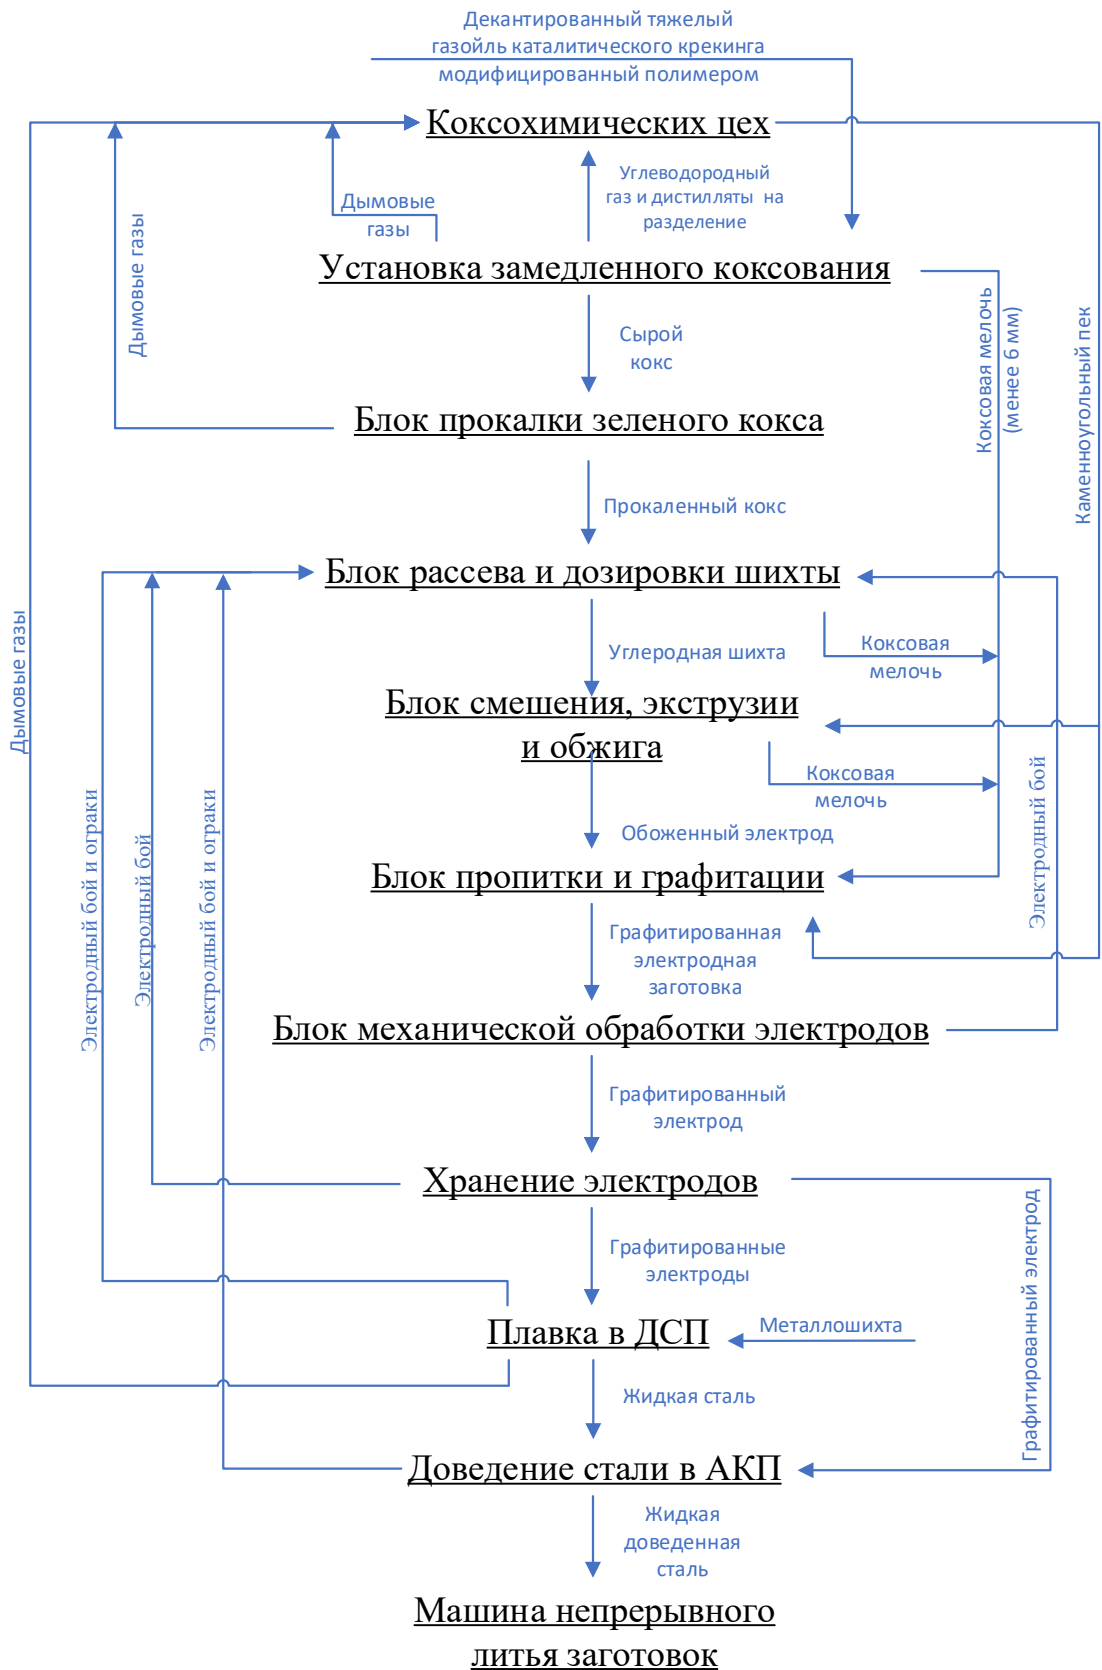 Декантированный тяжелый
газойль каталитического крекинга
модифицированный полимером
Коксохимических цех
Углеводородный
газ и дистилляты на
разделение
Дымовые
газы
Дымовые газы
Установка замедленного коксования
Сырой
кокс
Коксовая мелочь
(менее 6 мм)
Каменноугольный пек
Блок прокалки зеленого кокса
Прокаленный кокс
Блок рассева и дозировки шихты
Дымовые газы
Углеродная шихта
Коксовая
мелочь
Блок смешения, экструзии
и обжига
Коксовая
мелочь
Электродный бой и ограки
Электродный бой
Электродный бой и ограки
Электродный бой
Обоженный электрод
Блок пропитки и графитации
Графитированная
электродная
заготовка
Блок механической обработки электродов
Графитированный
электрод
Хранение электродов
Графитированные
электроды
Графитированный электрод
Плавка в ДСП
Металлошихта
Жидкая сталь
Доведение стали в АКП
Жидкая
доведенная
сталь
Машина непрерывного
литья заготовок